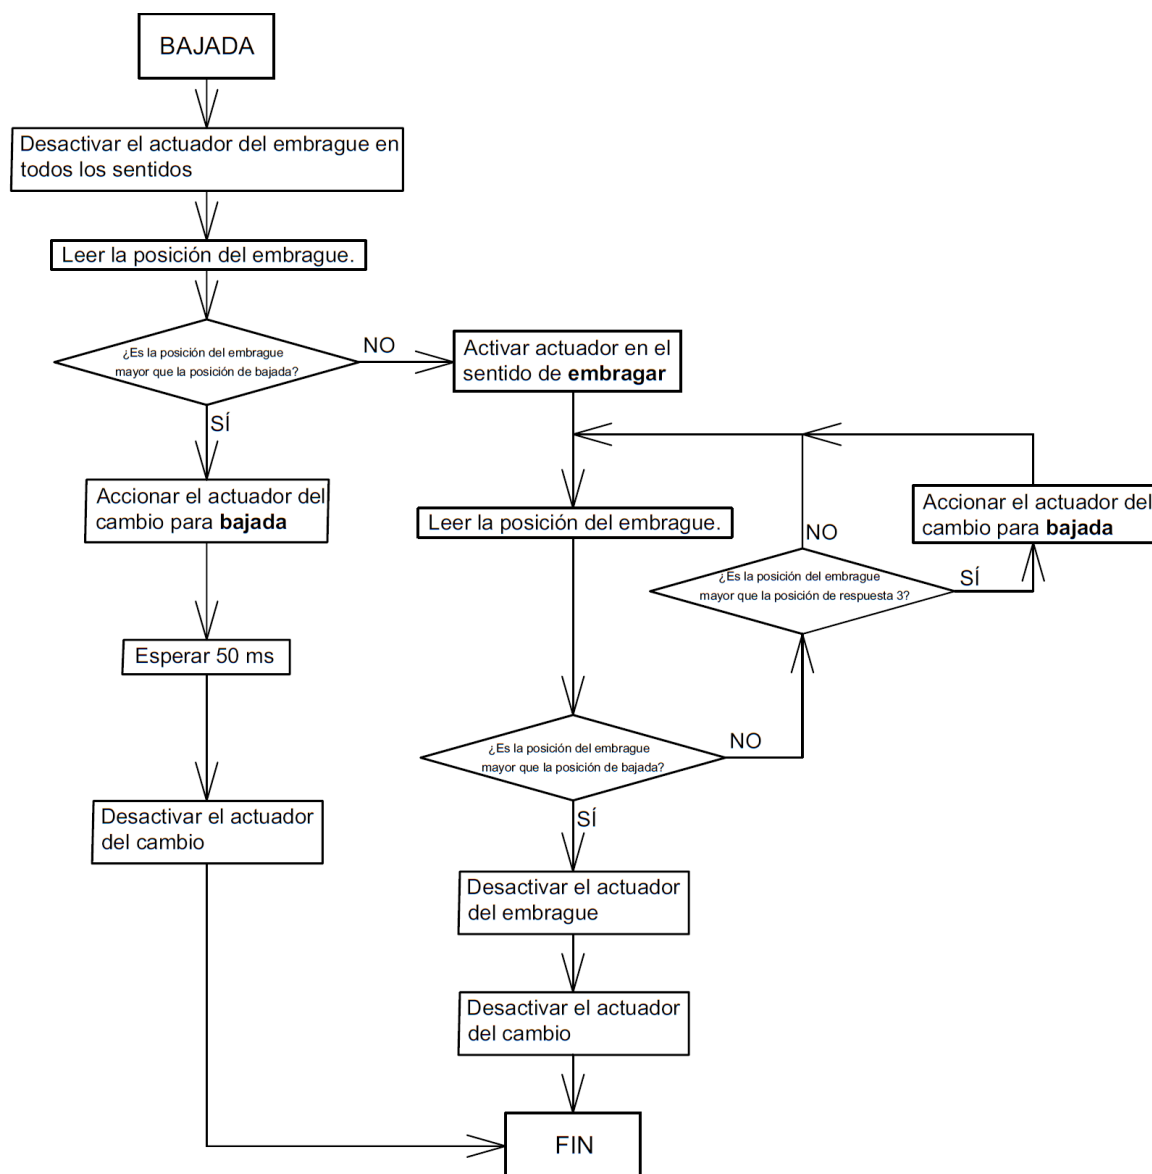 BAJADA
Desactivar el actuador del embrague en
todos los sentidos
Leer la posición del embrague.
¿Es la posición del embrague
mayor que la posición de bajada?
NO
SÍ
Activar actuador en el
sentido de embragar
Accionar el actuador del
cambio para bajada
Esperar 50 ms
Desactivar el actuador
del cambio
Leer la posición del embrague.
¿Es la posición del embrague
mayor que la posición de bajada?
NO
SÍ
¿Es la posición del embrague
mayor que la posición de respuesta 3?
NO
SÍ
Accionar el actuador del
cambio para bajada
Desactivar el actuador
del embrague
Desactivar el actuador
del cambio
FIN